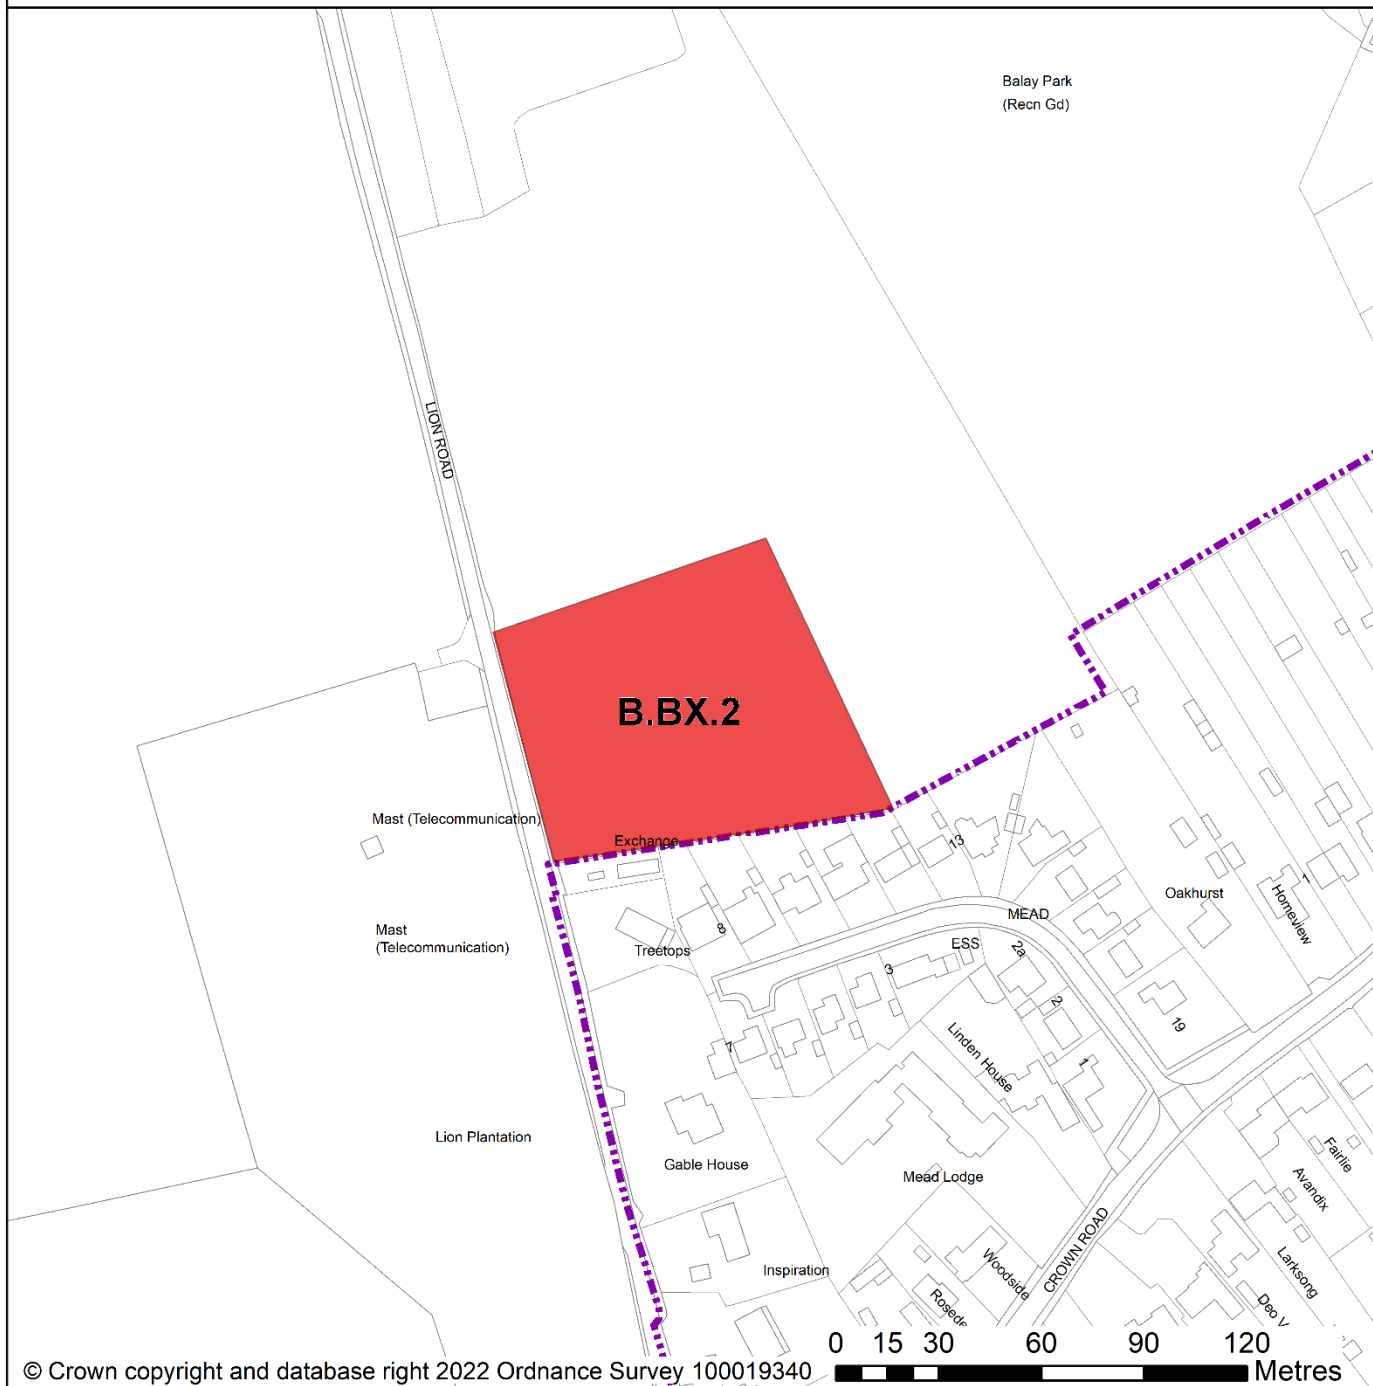 Balay Park
(Recn Gd)
LION ROAD
B.BX.2
Mast (Telecommunication)
Exchange
13
Mast
(Telecommunication)
8
Treetops
MEAD
ESS
2a
3
Oakhurst
Homeview
1
2
19
Linden House
1
7
Lion Plantation
Gable House
Mead Lodge
Fairlie
Avandix
CROWN ROAD
Woodside
Larksong
Inspiration
Rosede
Deo V
0 15 30 60 90 120
Metres
© Crown copyright and database right 2022 Ordnance Survey 100019340